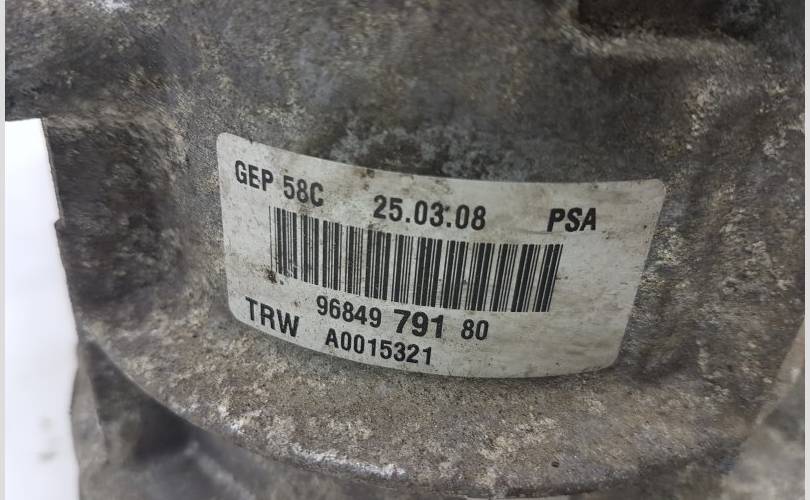 GEP 58C 25.03.08 PSA
96849 791 80
TRW A0015321